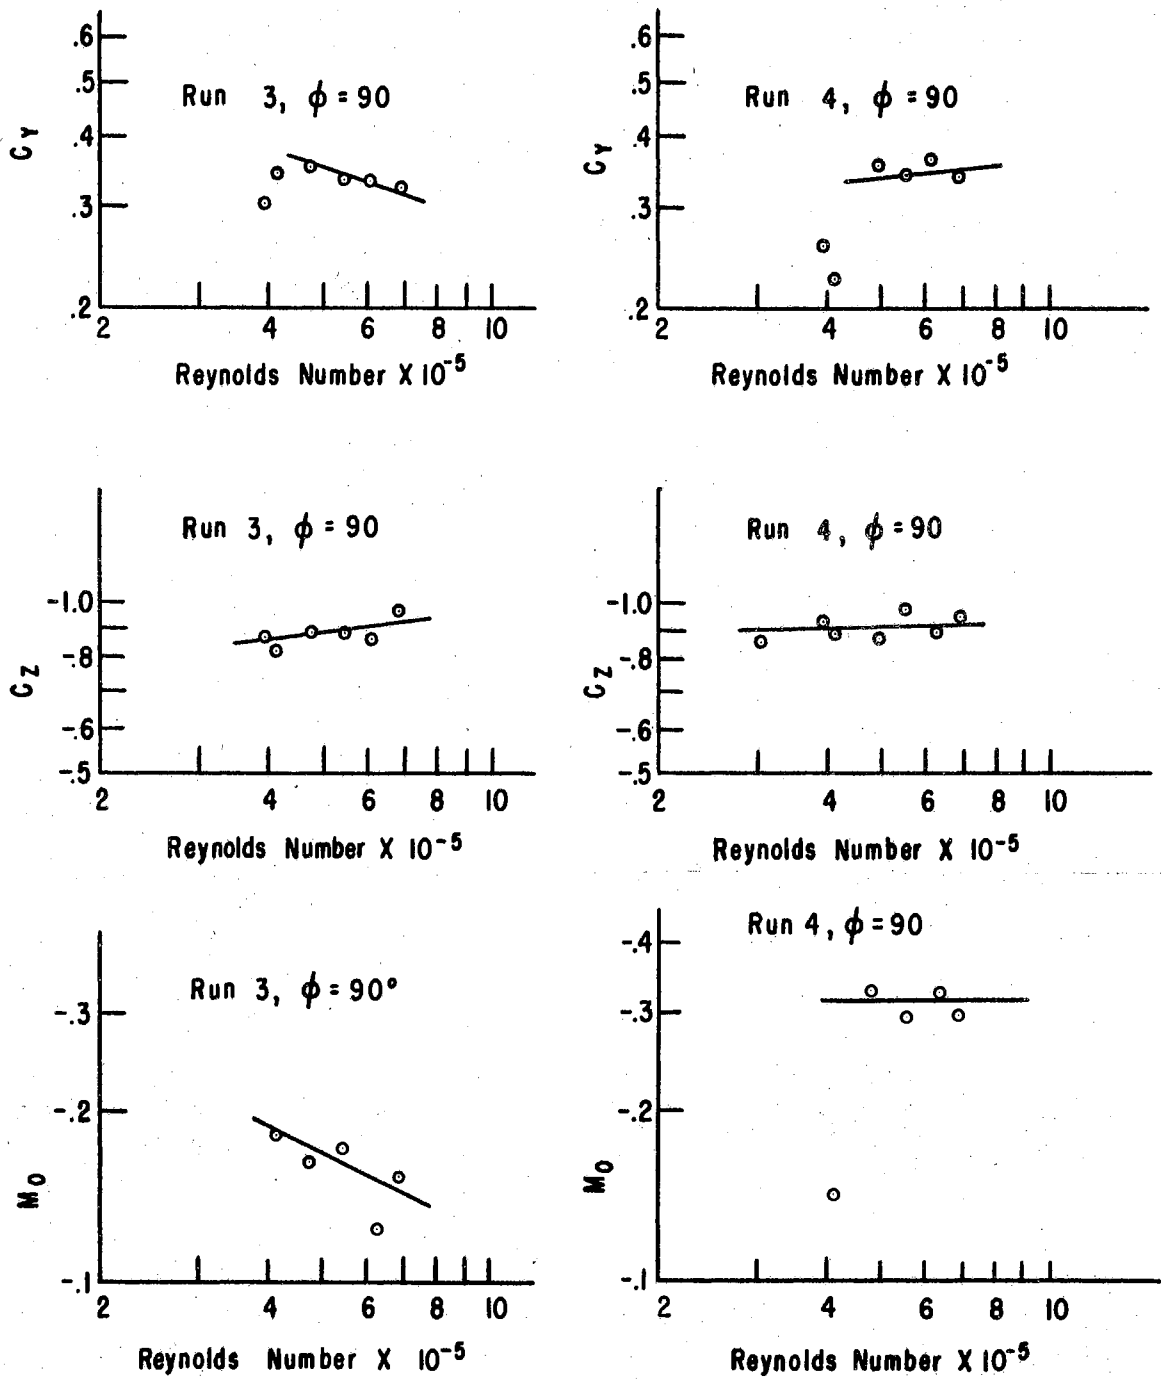 .6
.5
.4
.3
.2
C_Y
Run 3, ϕ = 90
2 4 6 8 10
Reynolds Number X 10^-5
.6
.5
.4
.3
.2
C_Y
Run 4, ϕ = 90
2 4 6 8 10
Reynolds Number X 10^-5
-1.0
-.8
-.6
-.5
C_Z
Run 3, ϕ = 90
2 4 6 8 10
Reynolds Number X 10^-5
-1.0
-.8
-.6
-.5
C_Z
Run 4, ϕ = 90
2 4 6 8 10
Reynolds Number X 10^-5
-.3
-.2
-.1
M_O
Run 3, ϕ = 90°
2 4 6 8 10
Reynolds Number X 10^-5
-.4
-.3
-.2
-.1
M_O
Run 4, ϕ = 90
2 4 6 8 10
Reynolds Number X 10^-5